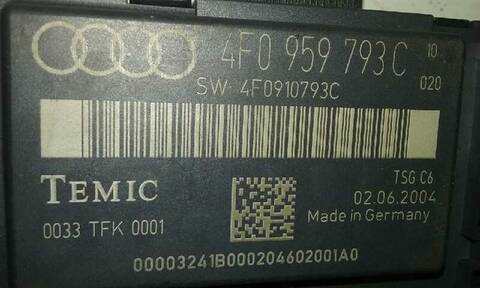 4F0 959 793C 10
020
SW: 4F0910793C
TEMIC
TSG C6
02.06.2004
0033 TFK 0001
Made in Germany
00003241B000204602001A0